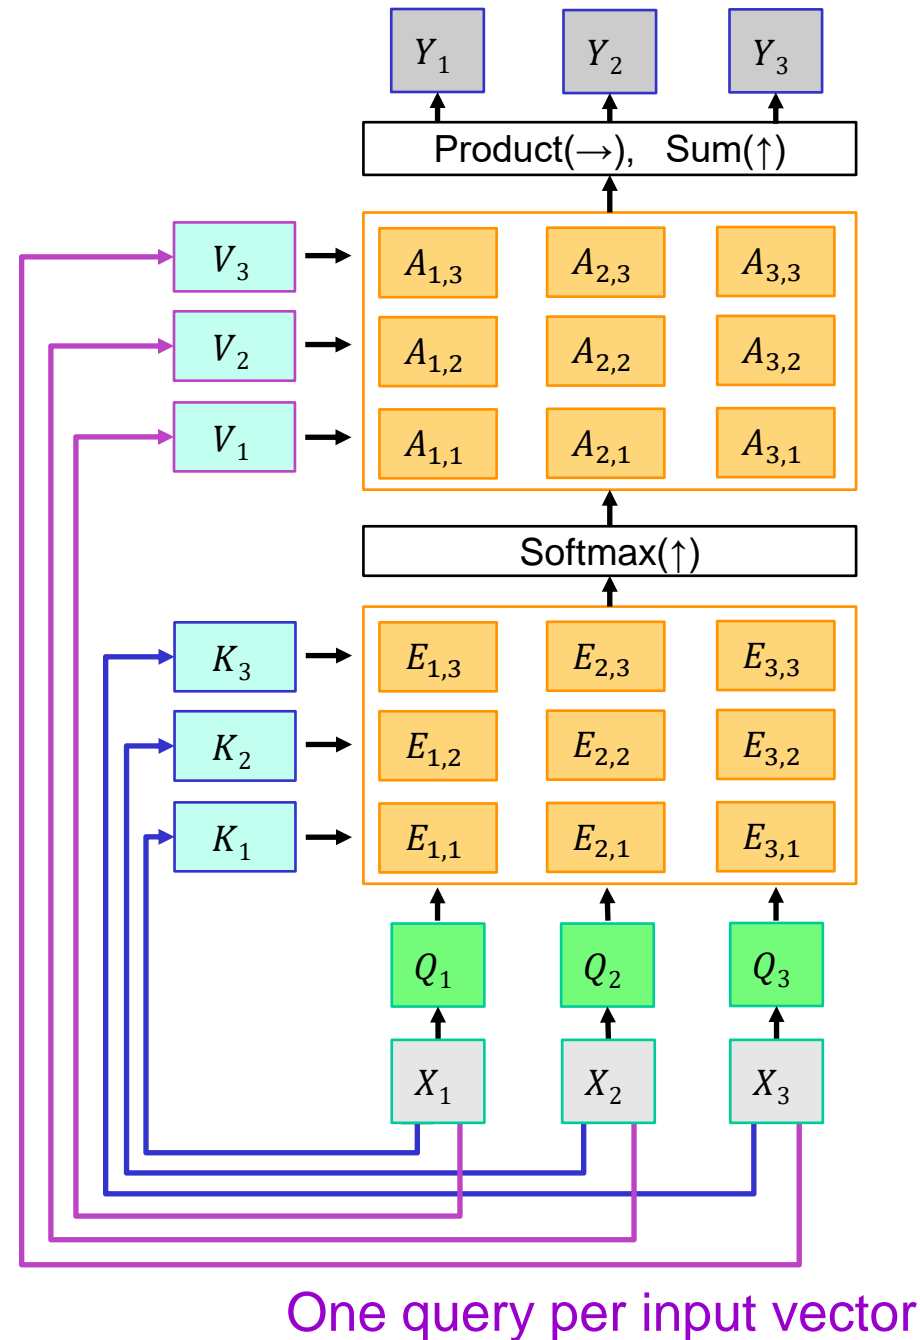 Y₁ Y₂ Y₃
Product(→), Sum(↑)
V₃ A₁,₃ A₂,₃ A₃,₃
V₂ A₁,₂ A₂,₂ A₃,₂
V₁ A₁,₁ A₂,₁ A₃,₁
Softmax(↑)
K₃ E₁,₃ E₂,₃ E₃,₃
K₂ E₁,₂ E₂,₂ E₃,₂
K₁ E₁,₁ E₂,₁ E₃,₁
Q₁ Q₂ Q₃
X₁ X₂ X₃
One query per input vector